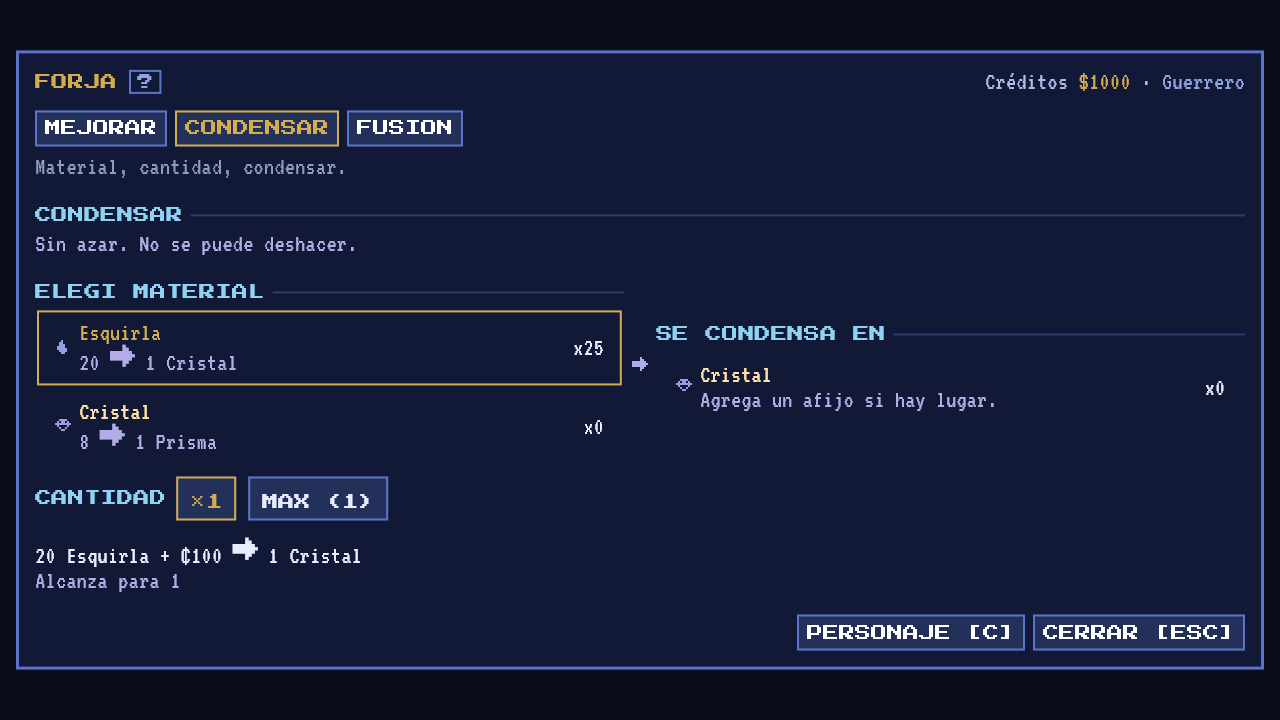 FORJA ?
Créditos $1000 · Guerrero
MEJORAR CONDENSAR FUSION
Material, cantidad, condensar.
CONDENSAR
Sin azar. No se puede deshacer.
ELEGI MATERIAL
Esquirla
20 → 1 Cristal
x25
Cristal
8 → 1 Prisma
x0
SE CONDENSA EN
Cristal
Agrega un afijo si hay lugar.
x0
CANTIDAD ×1 MAX (1)
20 Esquirla + ₵100 → 1 Cristal
Alcanza para 1
PERSONAJE [C] CERRAR [ESC]